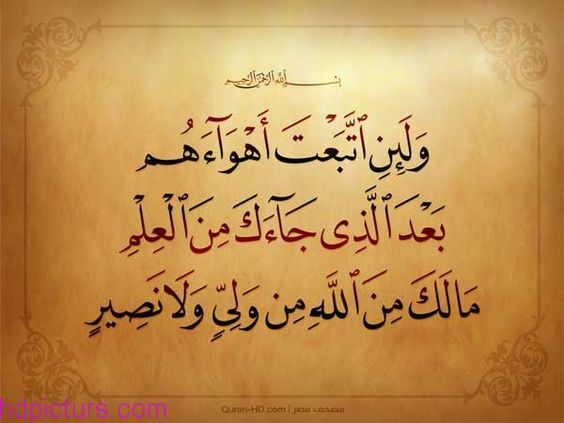 بسم الله الرحمن الرحيم
وَلَئِنِ ٱتَّبَعْتَ أَهْوَآءَهُم
بَعْدَ ٱلَّذِى جَآءَكَ مِنَ ٱلْعِلْمِ
مَا لَكَ مِنَ ٱللَّهِ مِن وَلِىٍّ وَلَا نَصِيرٍ
hdpicturs.com
Quran-HD.com | مصحف مصر